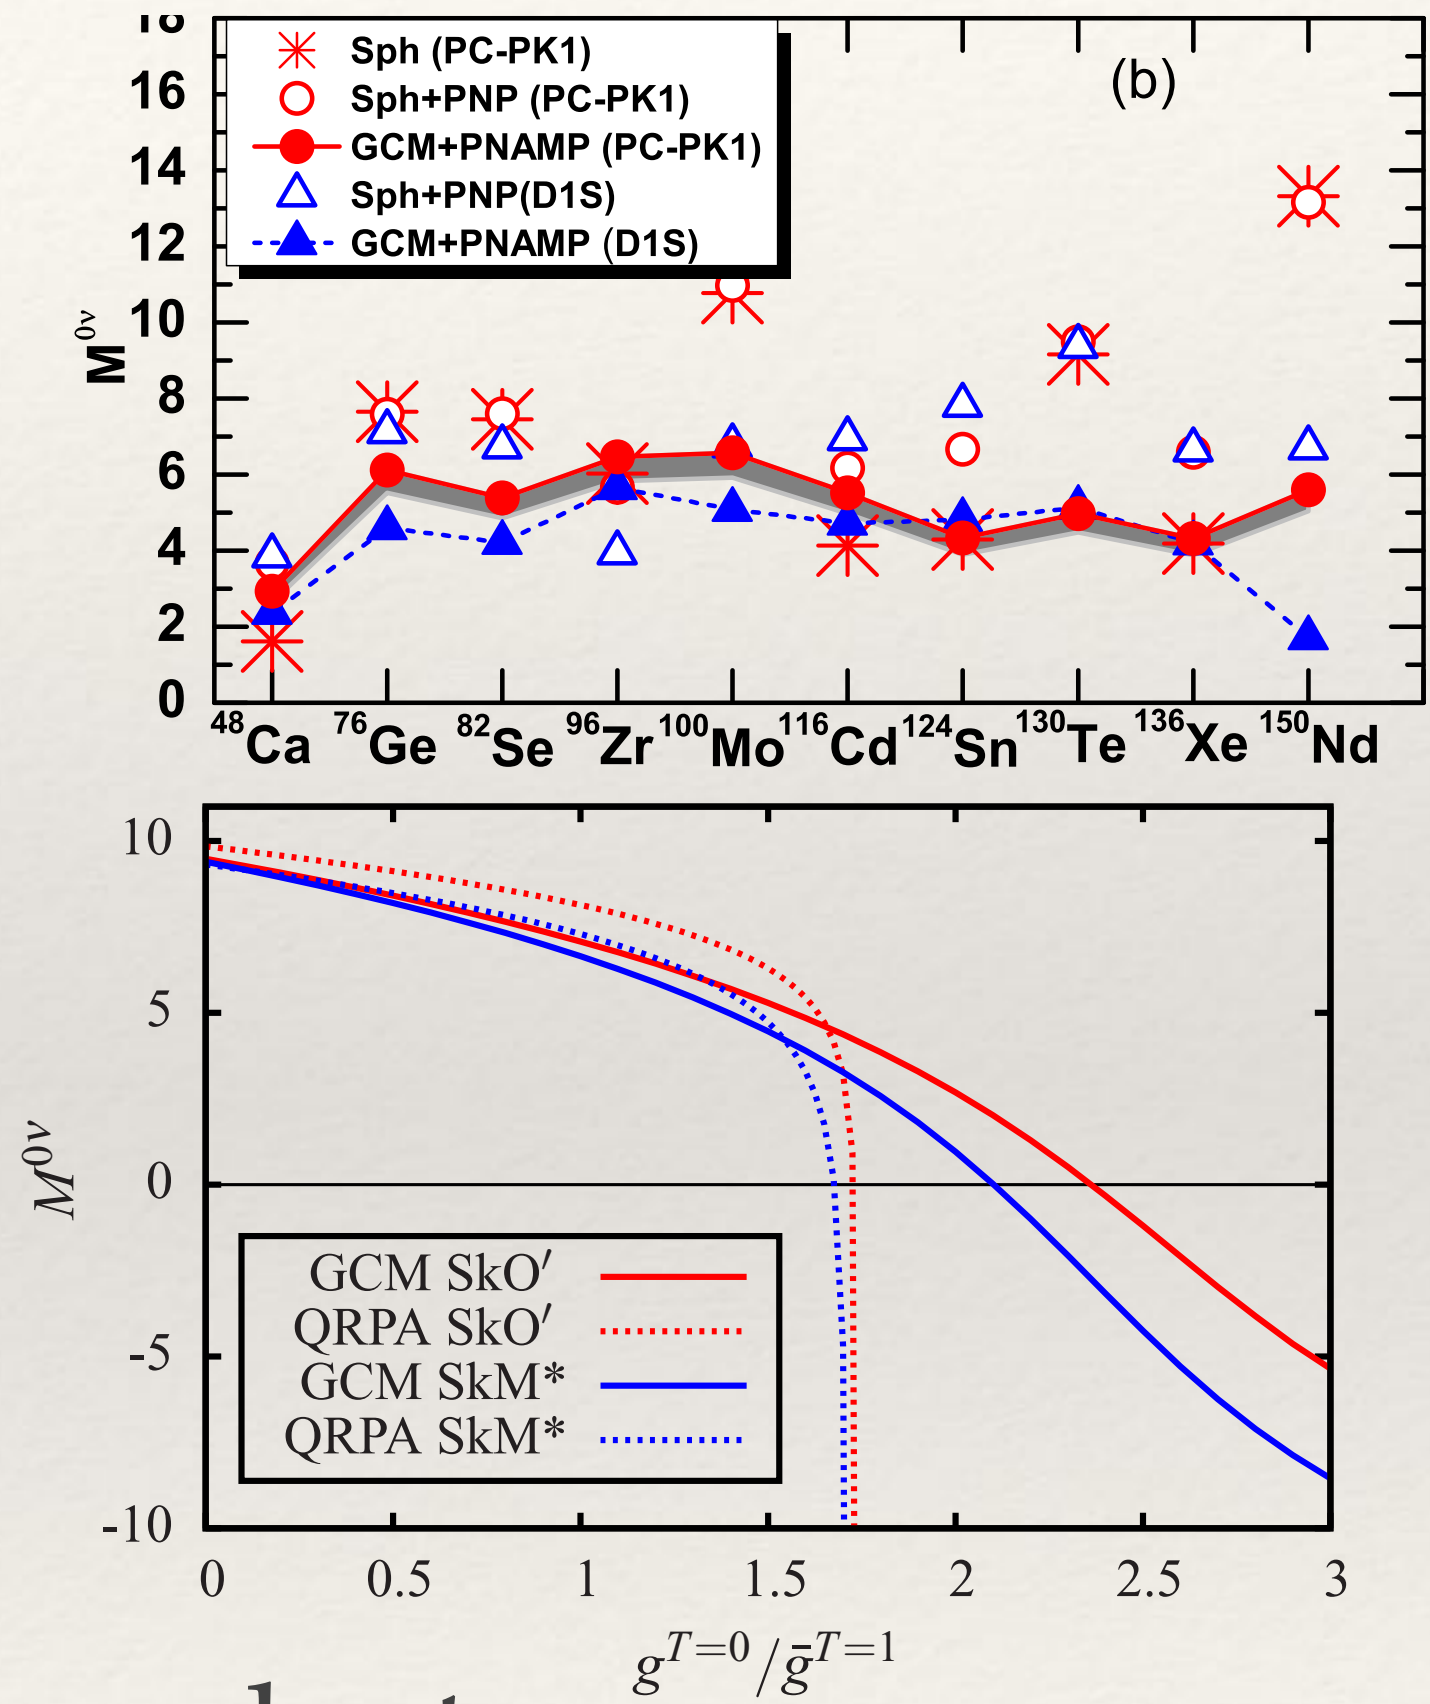 18
16
14
12
10
8
6
4
2
0
M⁰ᵛ
Sph (PC-PK1)
Sph+PNP (PC-PK1)
GCM+PNAMP (PC-PK1)
Sph+PNP(D1S)
GCM+PNAMP (D1S)
(b)
⁴⁸Ca ⁷⁶Ge ⁸²Se ⁹⁶Zr ¹⁰⁰Mo ¹¹⁶Cd ¹²⁴Sn ¹³⁰Te ¹³⁶Xe ¹⁵⁰Nd
10
5
0
-5
-10
M⁰ᵛ
GCM SkO′
QRPA SkO′
GCM SkM*
QRPA SkM*
0 0.5 1 1.5 2 2.5 3
g^{T=0}/ḡ^{T=1}